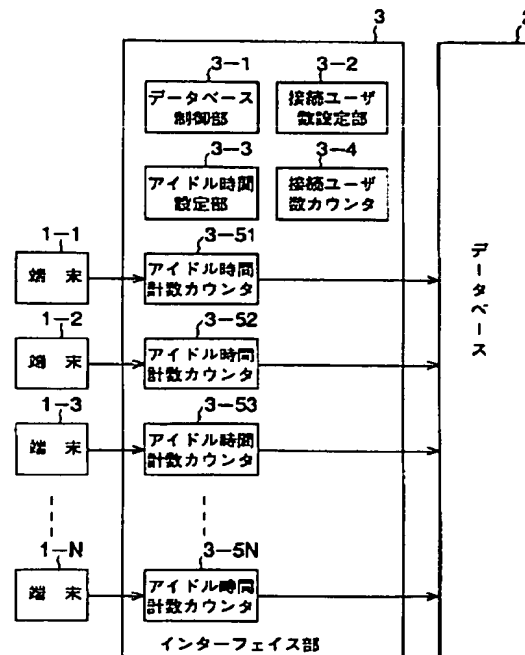 3
2
3-1
3-2
データベース
制御部
接続ユーザ
数設定部
3-3
3-4
アイドル時間
設定部
接続ユーザ
数カウンタ
1-1
3-51
端 末
アイドル時間
計数カウンタ
1-2
3-52
端 末
アイドル時間
計数カウンタ
1-3
3-53
端 末
アイドル時間
計数カウンタ
1-N
3-5N
端 末
アイドル時間
計数カウンタ
インターフェイス部
データベース